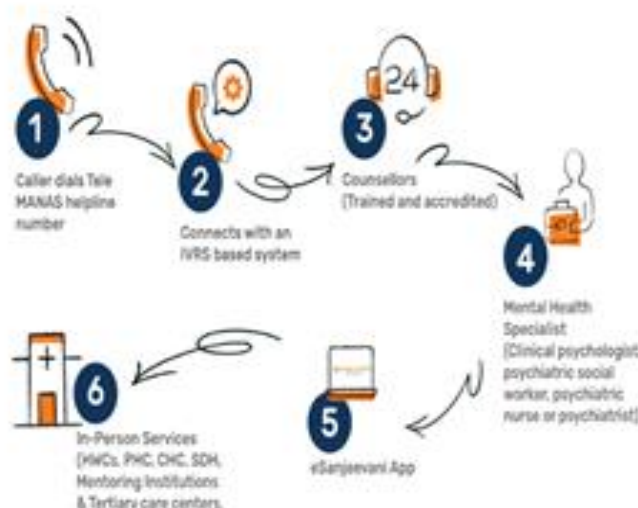 1
Caller dials Tele
MANAS helpline
number
2
Connects with an
IVRS based system
24
3
Counsellors
(Trained and accredited)
4
Mental Health
Specialist
(Clinical psychologist,
psychiatric social
worker, psychiatric
nurse or psychiatrist)
5
eSanjeevani App
6
In-Person Services
(HWCs, PHC, CHC, SDH,
Mentoring Institutions
& Tertiary care centers,